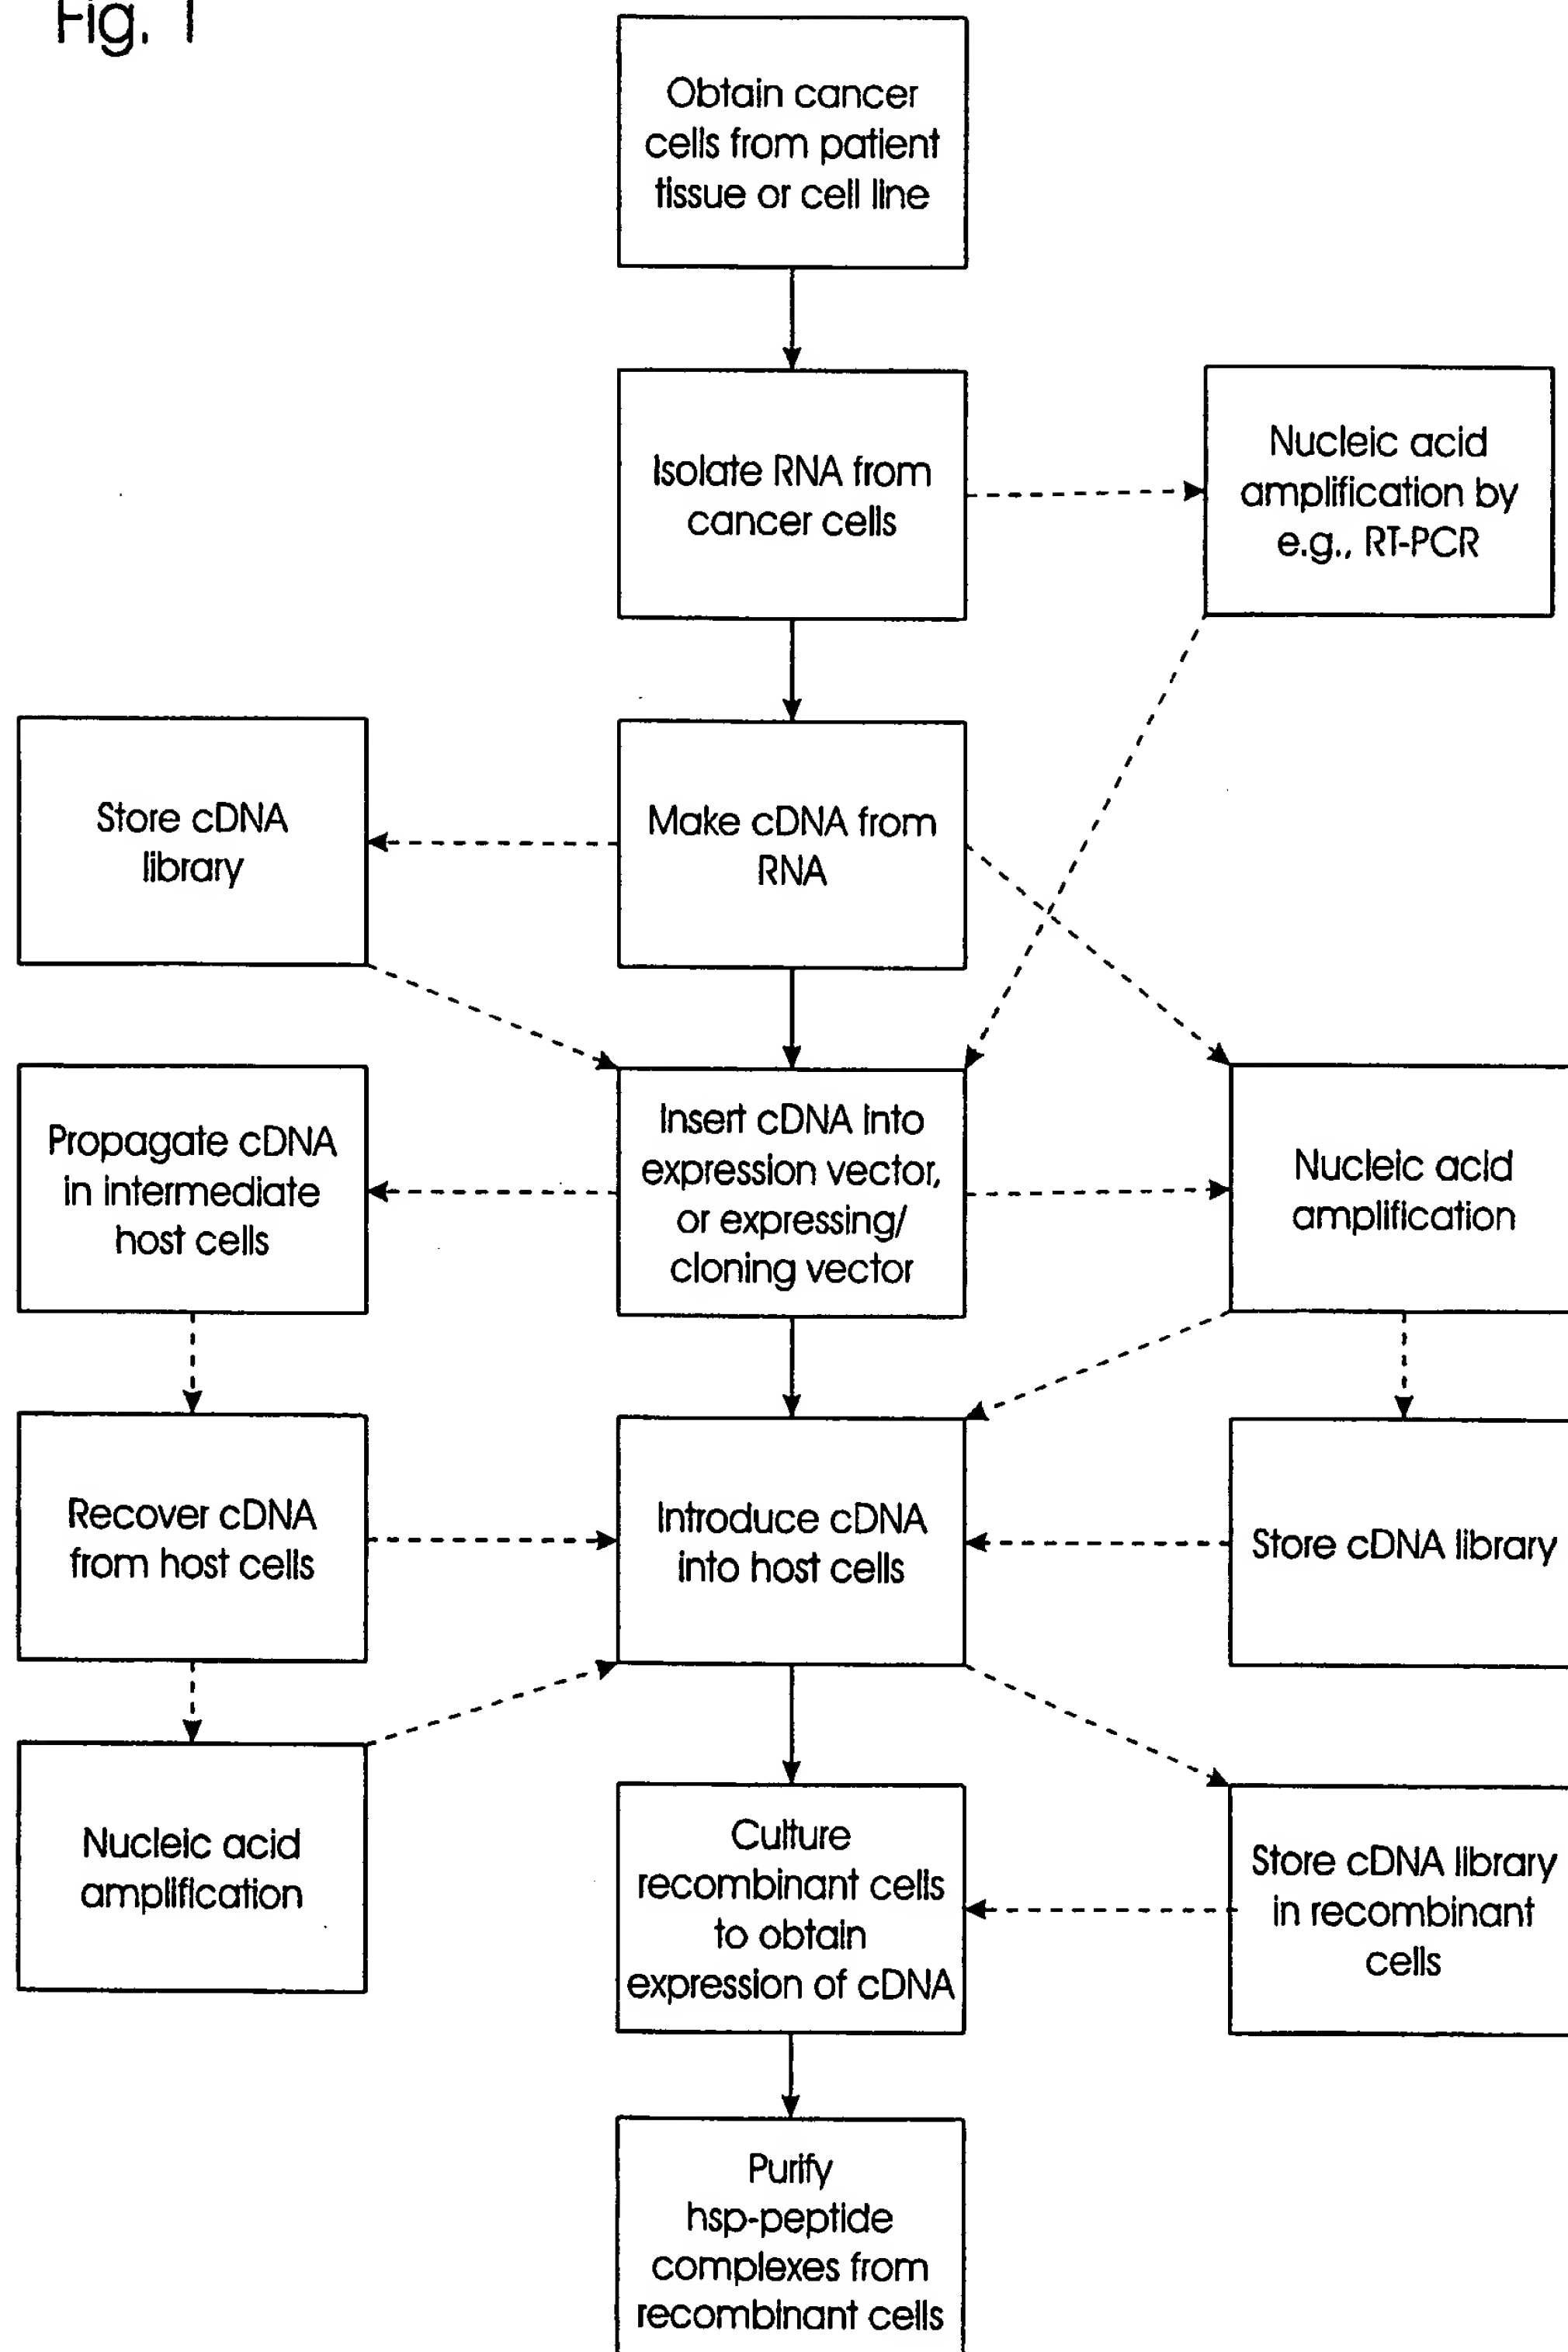 Fig. 1
Obtain cancer
cells from patient
tissue or cell line
Isolate RNA from
cancer cells
Nucleic acid
amplification by
e.g., RT-PCR
Store cDNA
library
Make cDNA from
RNA
Propagate cDNA
in intermediate
host cells
Insert cDNA into
expression vector,
or expressing/
cloning vector
Nucleic acid
amplification
Recover cDNA
from host cells
Introduce cDNA
into host cells
Store cDNA library
Nucleic acid
amplification
Culture
recombinant cells
to obtain
expression of cDNA
Store cDNA library
in recombinant
cells
Purify
hsp-peptide
complexes from
recombinant cells